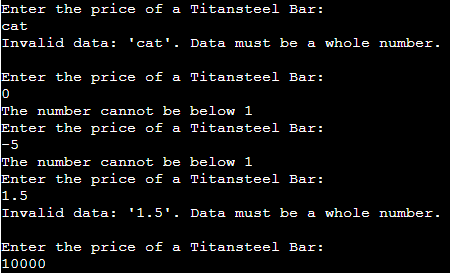 Enter the price of a Titansteel Bar:
cat
Invalid data: 'cat'. Data must be a whole number.
Enter the price of a Titansteel Bar:
0
The number cannot be below 1
Enter the price of a Titansteel Bar:
-5
The number cannot be below 1
Enter the price of a Titansteel Bar:
1.5
Invalid data: '1.5'. Data must be a whole number.
Enter the price of a Titansteel Bar:
10000